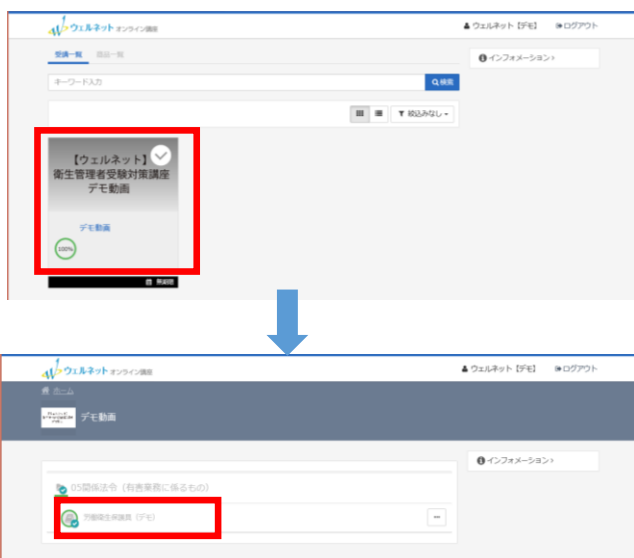 ウェルネット オンライン講座
ウェルネット【デモ】 ログアウト
受講一覧 商品一覧
インフォメーション›
キーワード入力 検索
絞込みなし
【ウェルネット】
衛生管理者受験対策講座
デモ動画
デモ動画
100%
無期限
ウェルネット オンライン講座
ウェルネット【デモ】 ログアウト
ホーム
デモ動画
インフォメーション›
05関係法令（有害業務に係るもの）
労働衛生保護具（デモ）